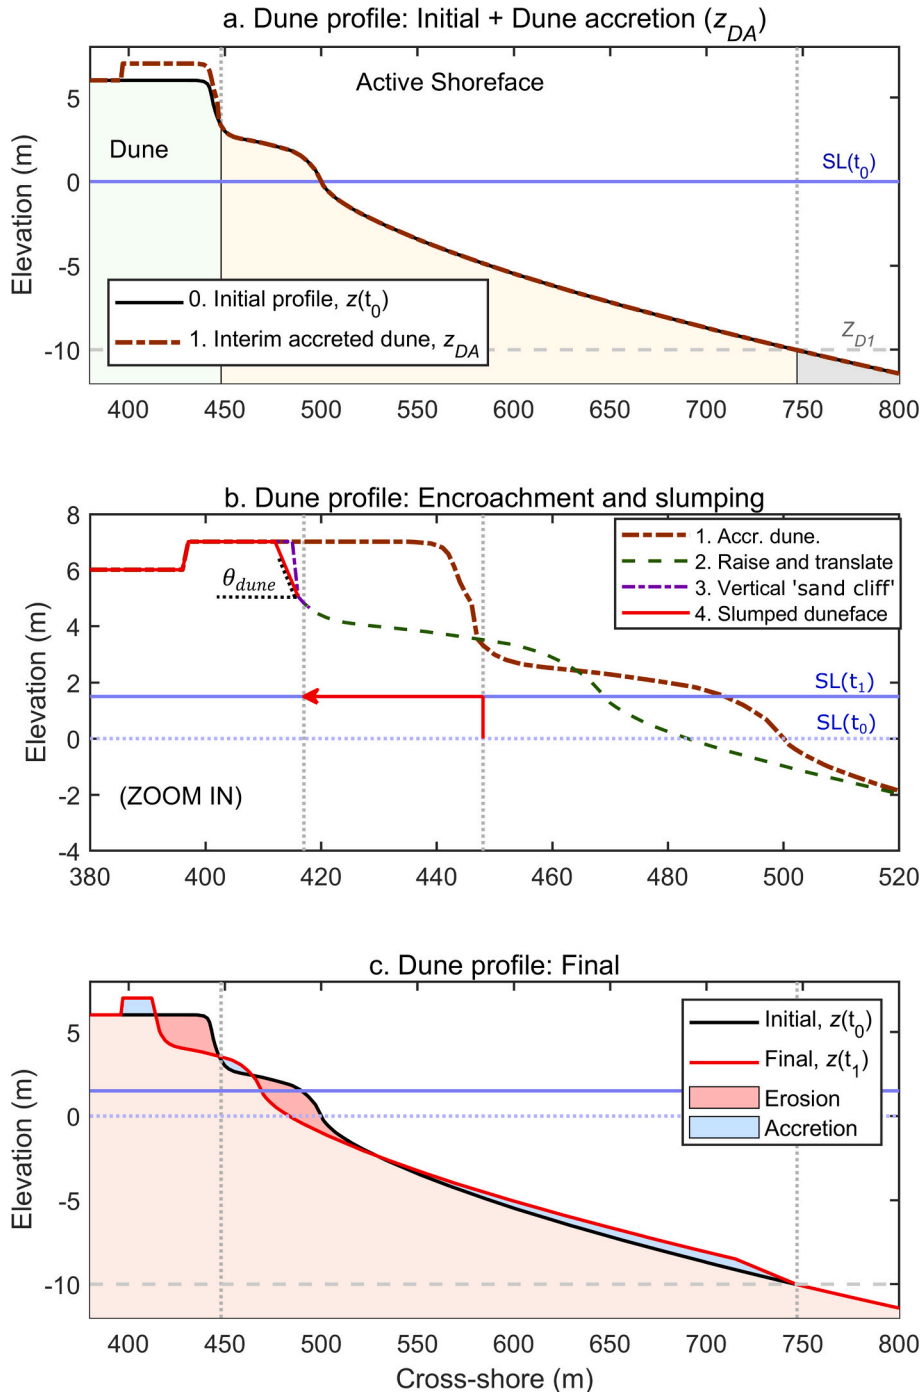 a. Dune profile: Initial + Dune accretion (z_DA)
Elevation (m)
5
0
-5
-10
Active Shoreface
Dune
SL(t_0)
0. Initial profile, z(t_0)
1. Interim accreted dune, z_DA
Z_D1
400 450 500 550 600 650 700 750 800
b. Dune profile: Encroachment and slumping
Elevation (m)
8
6
4
2
0
-2
-4
1. Accr. dune.
2. Raise and translate
3. Vertical 'sand cliff'
4. Slumped duneface
θ_dune
SL(t_1)
SL(t_0)
(ZOOM IN)
380 400 420 440 460 480 500 520
c. Dune profile: Final
Elevation (m)
5
0
-5
-10
Initial, z(t_0)
Final, z(t_1)
Erosion
Accretion
400 450 500 550 600 650 700 750 800
Cross-shore (m)